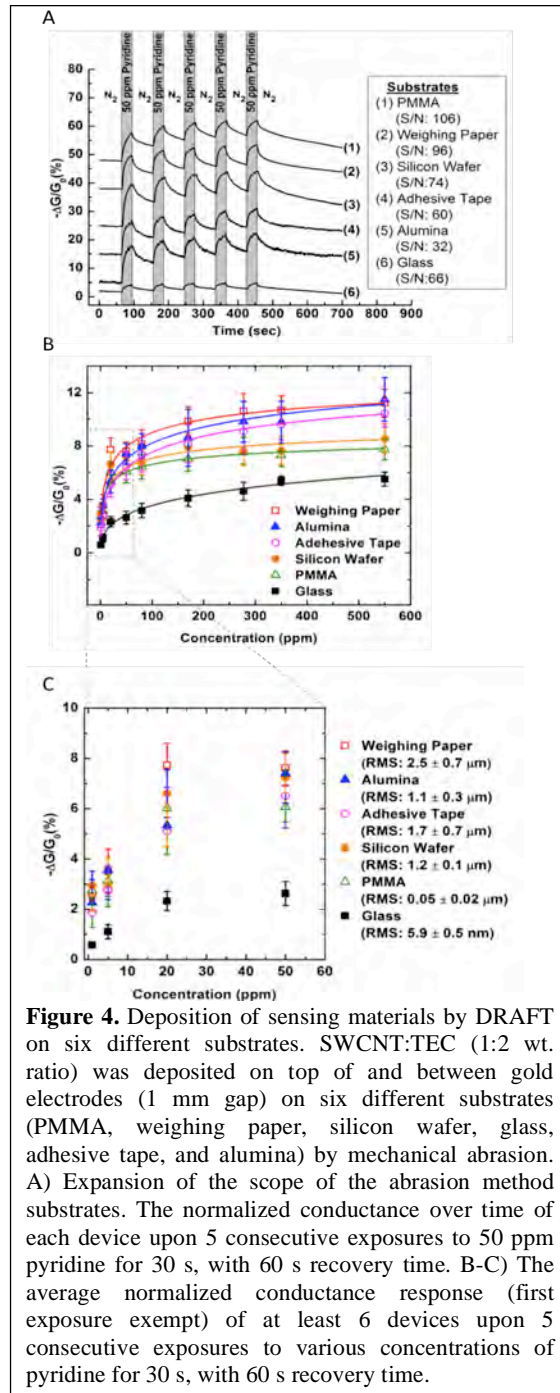 A
50 ppm Pyridine 50 ppm Pyridine 50 ppm Pyridine 50 ppm Pyridine 50 ppm Pyridine
N2 N2 N2 N2 N2 N2
80
70
60
50
40
30
20
10
0
-ΔG/G0(%)
(1)
(2)
(3)
(4)
(5)
(6)
0 100 200 300 400 500 600 700 800 900
Time (sec)
Substrates
(1) PMMA
(S/N: 106)
(2) Weighing Paper
(S/N: 96)
(3) Silicon Wafer
(S/N:74)
(4) Adhesive Tape
(S/N: 60)
(5) Alumina
(S/N: 32)
(6) Glass
(S/N:66)
B
12
8
4
0
-ΔG/G0(%)
Weighing Paper
Alumina
Adehesive Tape
Silicon Wafer
PMMA
Glass
0 100 200 300 400 500
Concentration (ppm)
C
10
8
6
4
2
0
-ΔG/G0(%)
Weighing Paper
(RMS: 2.5 ± 0.7 μm)
Alumina
(RMS: 1.1 ± 0.3 μm)
Adhesive Tape
(RMS: 1.7 ± 0.7 μm)
Silicon Wafer
(RMS: 1.2 ± 0.1 μm)
PMMA
(RMS: 0.05 ± 0.02 μm)
Glass
(RMS: 5.9 ± 0.5 nm)
0 10 20 30 40 50 60
Concentration (ppm)
Figure 4. Deposition of sensing materials by DRAFT
on six different substrates. SWCNT:TEC (1:2 wt.
ratio) was deposited on top of and between gold
electrodes (1 mm gap) on six different substrates
(PMMA, weighing paper, silicon wafer, glass,
adhesive tape, and alumina) by mechanical abrasion.
A) Expansion of the scope of the abrasion method
substrates. The normalized conductance over time of
each device upon 5 consecutive exposures to 50 ppm
pyridine for 30 s, with 60 s recovery time. B-C) The
average normalized conductance response (first
exposure exempt) of at least 6 devices upon 5
consecutive exposures to various concentrations of
pyridine for 30 s, with 60 s recovery time.